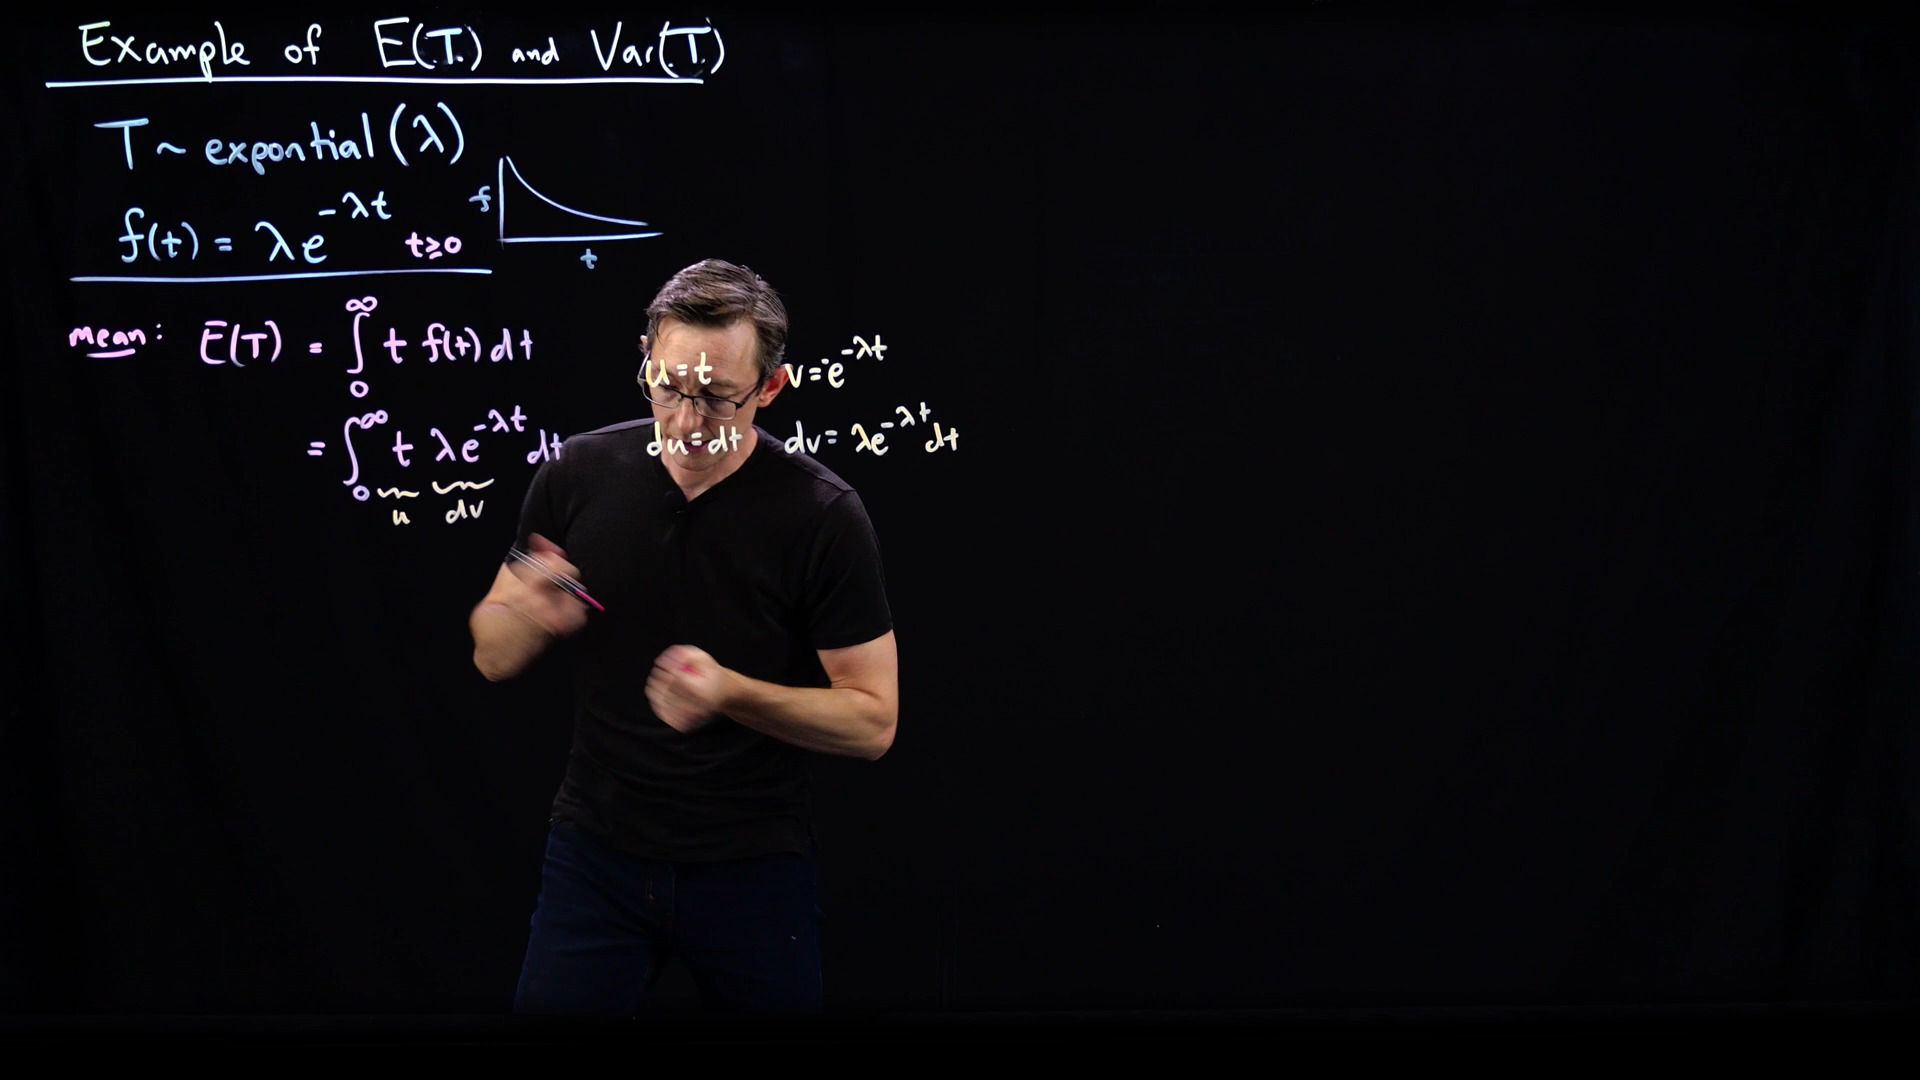 Example of E(T) and Var(T)
T ~ expontial (λ)
f(t) = λe^{-λt} t≥0
f
t
mean: E(T) = ∫_0^∞ t f(t) dt
= ∫_0^∞ t λe^{-λt} dt
u dv
u = t v = -e^{-λt}
du = dt dv = λe^{-λt} dt